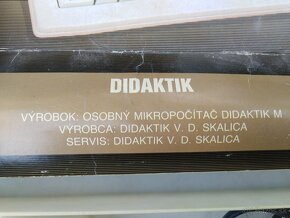 DIDAKTIK
VÝROBOK: OSOBNÝ MIKROPOČÍTAČ DIDAKTIK M
VÝROBCA: DIDAKTIK V. D. SKALICA
SERVIS: DIDAKTIK V. D. SKALICA